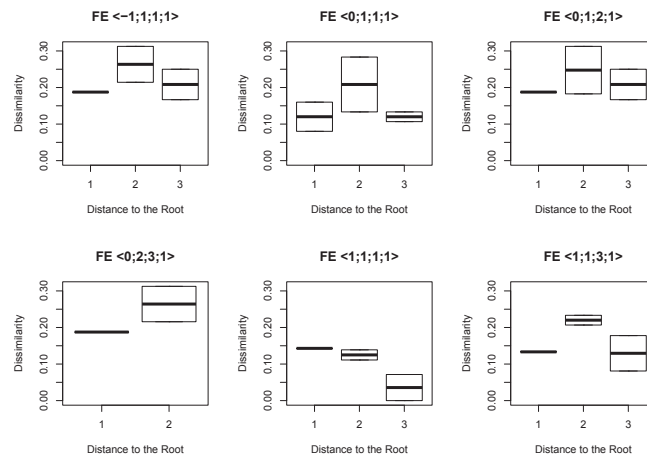 FE <−1;1;1;1>
Dissimilarity
0.00 0.10 0.20 0.30
1 2 3
Distance to the Root
FE <0;1;1;1>
Dissimilarity
0.00 0.10 0.20 0.30
1 2 3
Distance to the Root
FE <0;1;2;1>
Dissimilarity
0.00 0.10 0.20 0.30
1 2 3
Distance to the Root
FE <0;2;3;1>
Dissimilarity
0.00 0.10 0.20 0.30
1 2
Distance to the Root
FE <1;1;1;1>
Dissimilarity
0.00 0.10 0.20 0.30
1 2 3
Distance to the Root
FE <1;1;3;1>
Dissimilarity
0.00 0.10 0.20 0.30
1 2 3
Distance to the Root